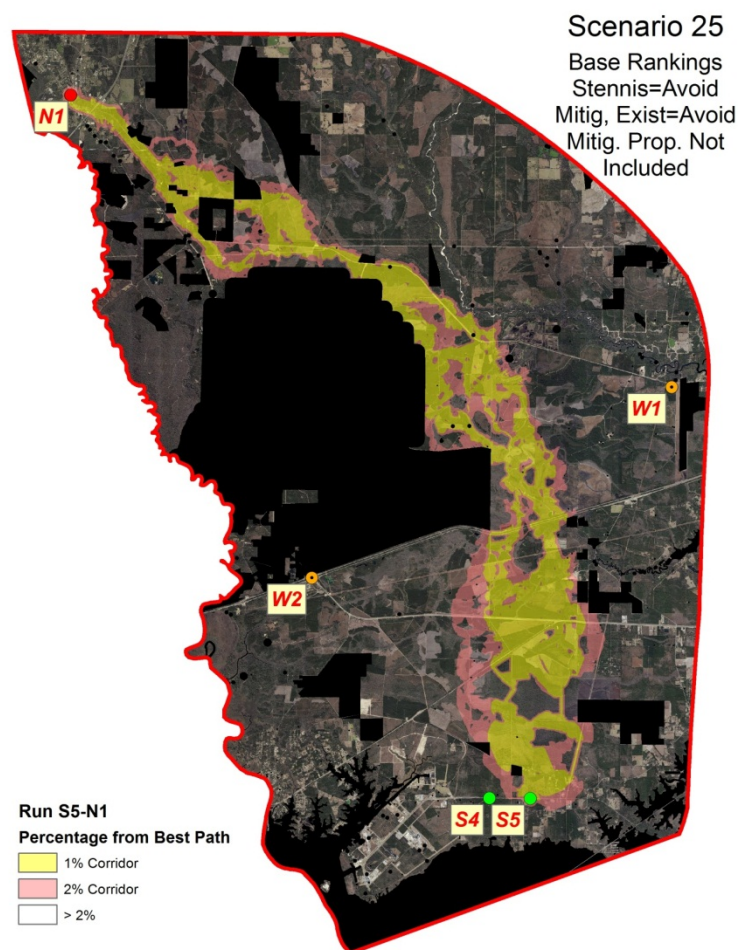 Scenario 25
Base Rankings
Stennis=Avoid
Mitig, Exist=Avoid
Mitig. Prop. Not
Included
N1
W1
W2
S4
S5
Run S5-N1
Percentage from Best Path
1% Corridor
2% Corridor
> 2%